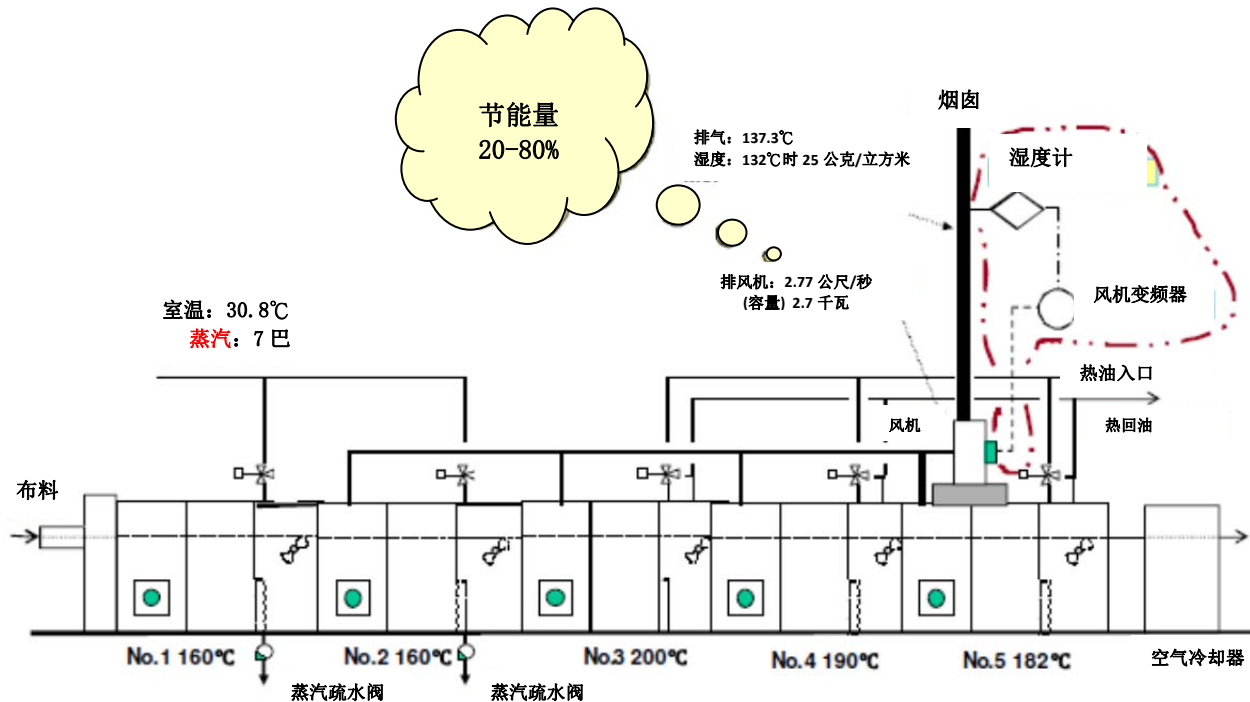 节能量
20-80%
烟囱
排气：137.3℃
湿度：132℃时 25 公克/立方米
湿度计
排风机：2.77 公尺/秒
(容量) 2.7 千瓦
风机变频器
室温：30.8℃
蒸汽：7 巴
热油入口
热回油
风机
布料
No.1 160℃
No.2 160℃
No.3 200℃
No.4 190℃
No.5 182℃
空气冷却器
蒸汽疏水阀
蒸汽疏水阀